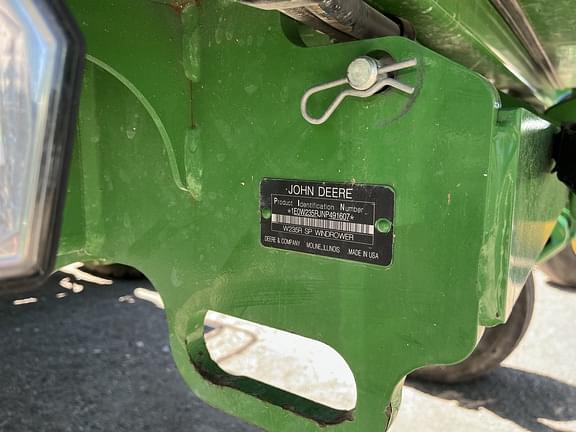 JOHN DEERE
Product Identification Number
*1E0W235RJNP491607*
W235R SP WINDROWER
DEERE & COMPANY MOLINE, ILLINOIS MADE IN USA